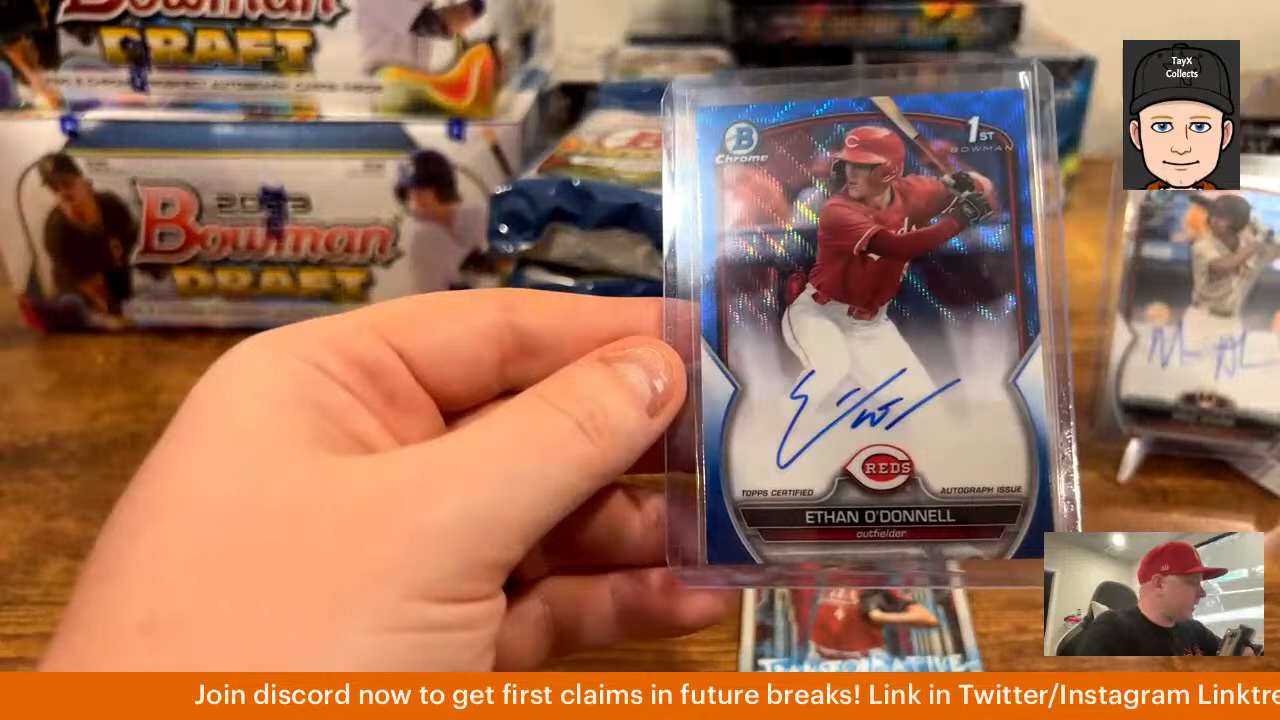 Bowman
DRAFT
2023
Bowman
DRAFT
B
Chrome
1ST
BOWMAN
C
REDS
TOPPS CERTIFIED
AUTOGRAPH ISSUE
ETHAN O'DONNELL
outfielder
TayX
Collects
Join discord now to get first claims in future breaks! Link in Twitter/Instagram Linktre